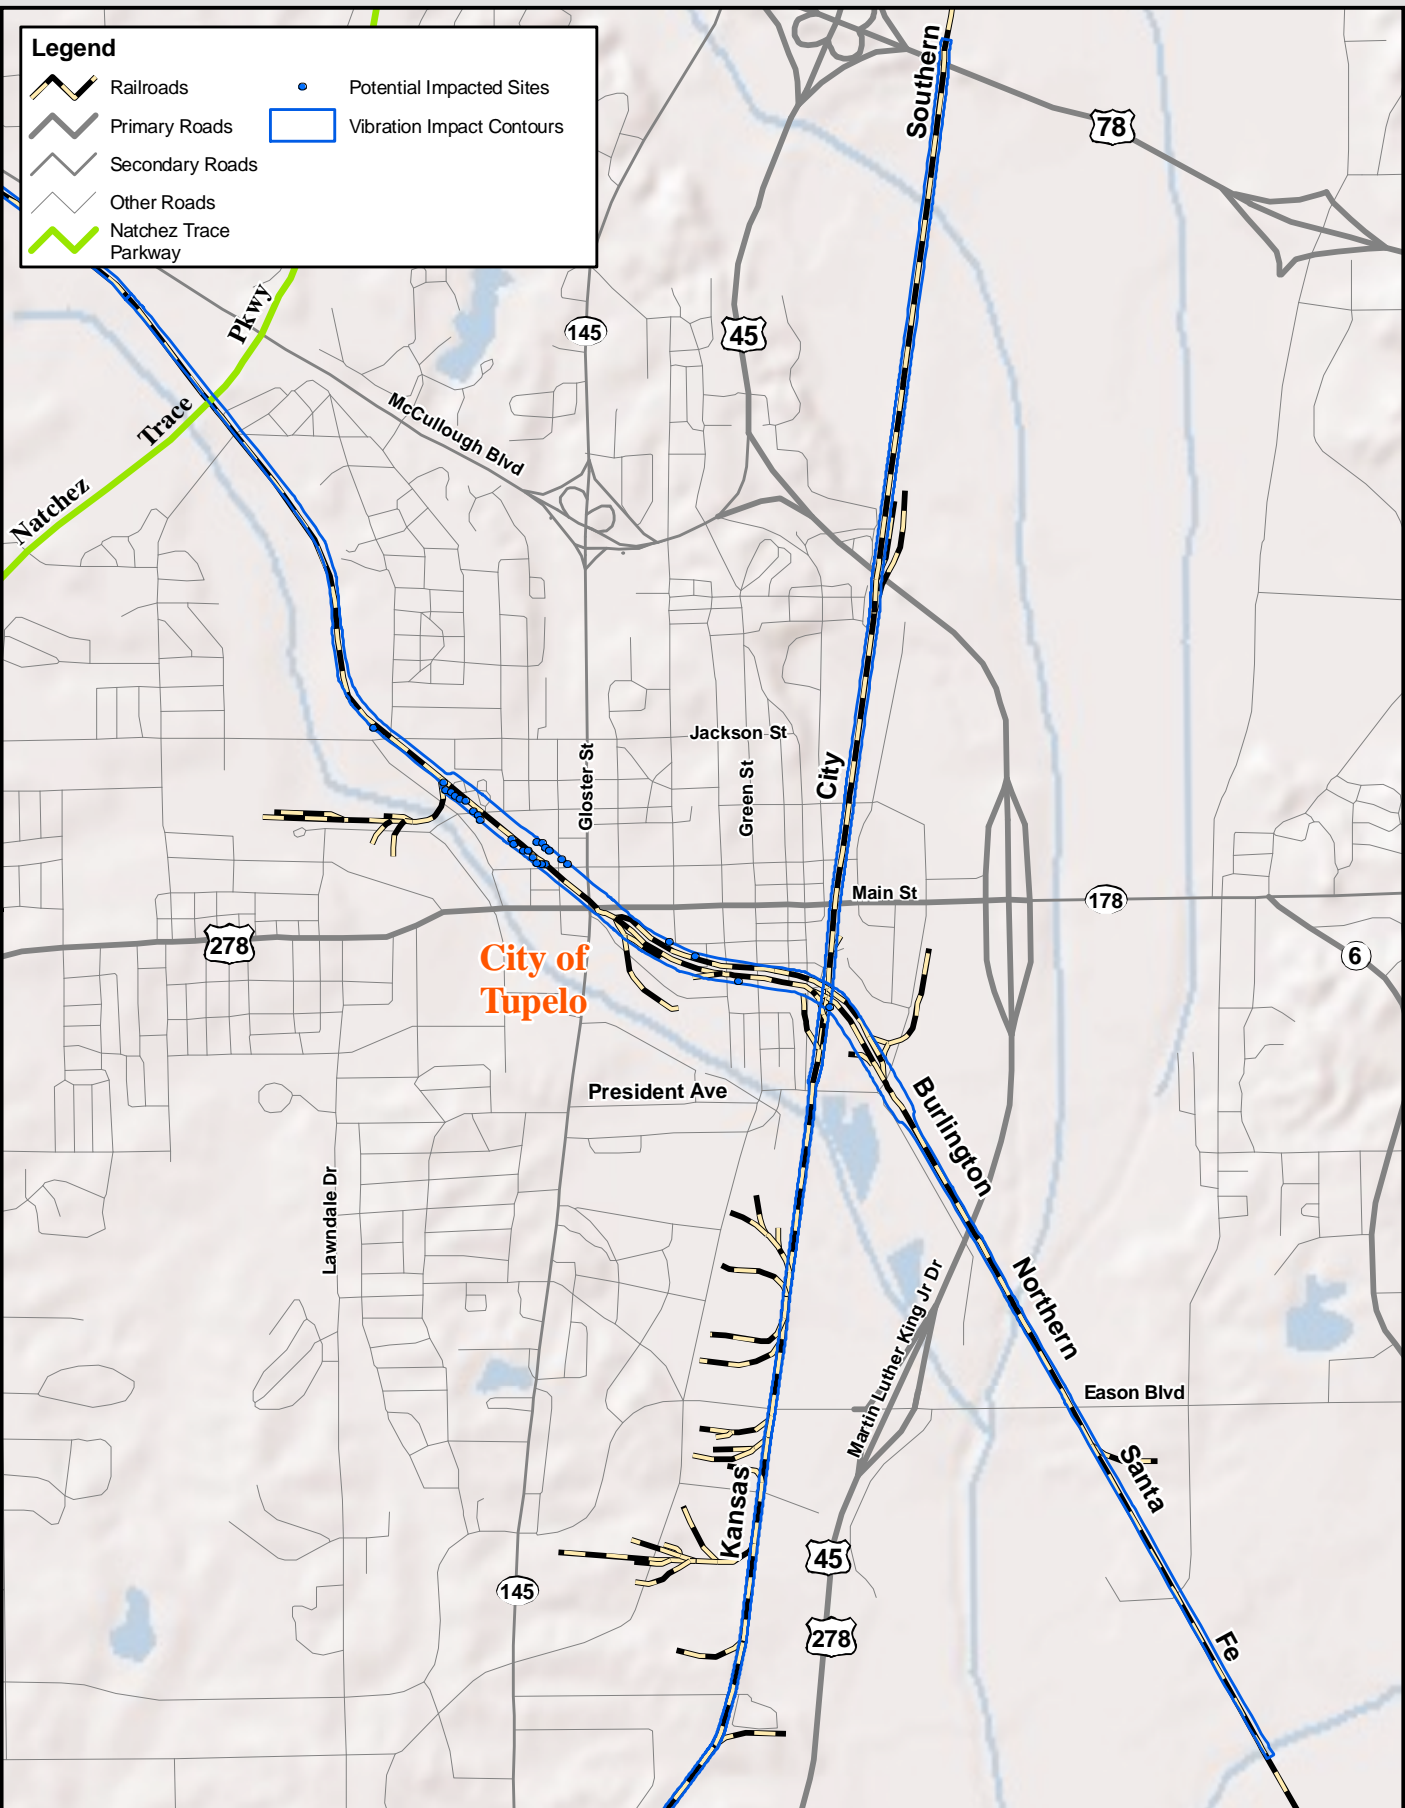 Legend
Railroads
Primary Roads
Secondary Roads
Other Roads
Natchez Trace
Parkway
Potential Impacted Sites
Vibration Impact Contours
Southern
78
Pkwy
145
45
Trace
McCullough Blvd
Natchez
Jackson St
Gloster St
Green St
City
Main St
178
278
6
City of
Tupelo
President Ave
Burlington
Lawndale Dr
Northern
Martin Luther King Jr Dr
Eason Blvd
Santa
Kansas
45
145
278
Fe